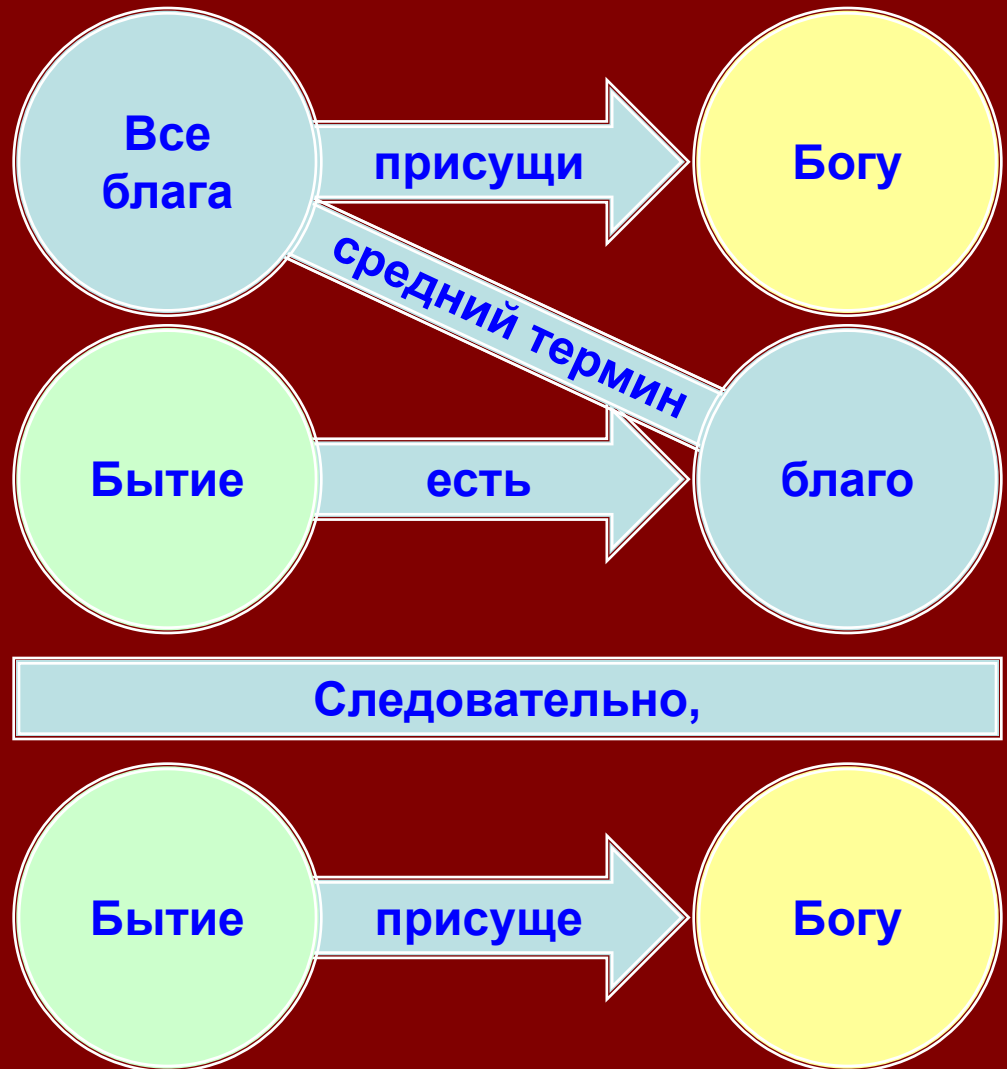 Все
блага
присущи
Богу
средний термин
Бытие
есть
благо
Следовательно,
Бытие
присуще
Богу